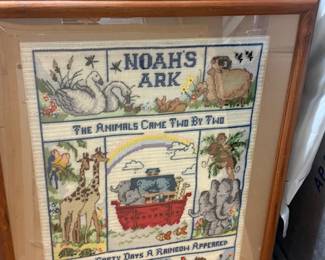 NOAH'S
ARK
THE ANIMALS CAME TWO BY TWO
FORTY DAYS A RAINBOW APPEARED